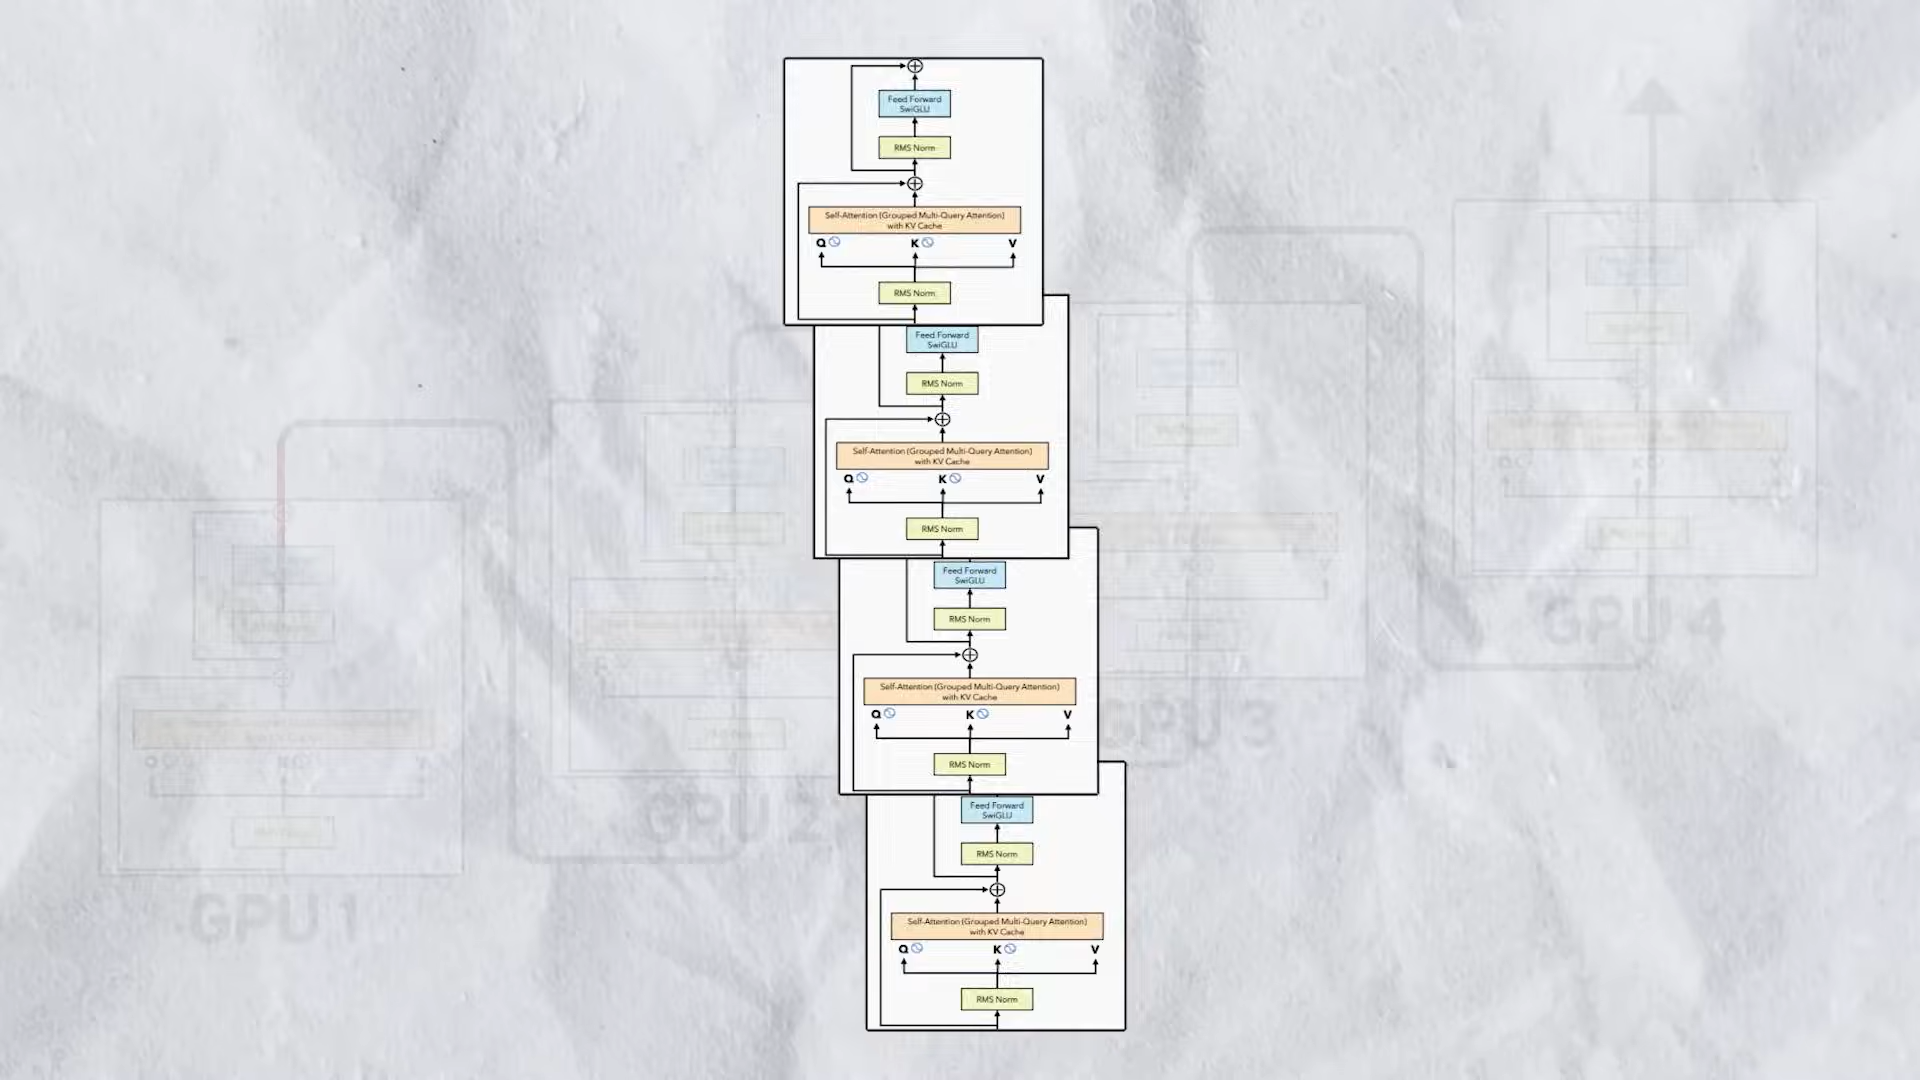 Feed Forward
SwiGLU
RMS Norm
Self-Attention (Grouped Multi-Query Attention)
with KV Cache
Q K V
RMS Norm
Feed Forward
SwiGLU
RMS Norm
Self-Attention (Grouped Multi-Query Attention)
with KV Cache
Q K V
RMS Norm
Feed Forward
SwiGLU
RMS Norm
Self-Attention (Grouped Multi-Query Attention)
with KV Cache
Q K V
RMS Norm
Feed Forward
SwiGLU
RMS Norm
Self-Attention (Grouped Multi-Query Attention)
with KV Cache
Q K V
RMS Norm
GPU 1
GPU 2
GPU 3
GPU 4